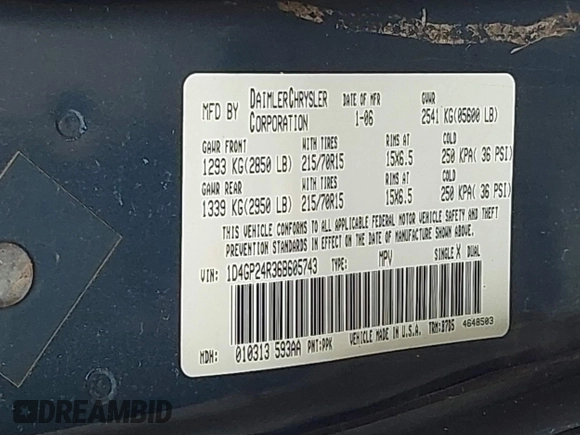 MFD BY DAIMLERCHRYSLER CORPORATION DATE OF MFR 1-06 GVWR 2541 KG(05600 LB)
GAWR FRONT WITH TIRES RIMS AT COLD
1293 KG(2850 LB) 215/70R15 15X6.5 250 KPA( 36 PSI)
GAWR REAR WITH TIRES RIMS AT COLD
1339 KG(2950 LB) 215/70R15 15X6.5 250 KPA( 36 PSI)
THIS VEHICLE CONFORMS TO ALL APPLICABLE FEDERAL MOTOR VEHICLE SAFETY AND THEFT
PREVENTION STANDARDS IN EFFECT ON THE DATE OF MANUFACTURE SHOWN ABOVE.
VIN: 1D4GP24R36B605743 TYPE: MPV SINGLE X DUAL
MDH: 010313 593AA PNT:PPK VEHICLE MADE IN U.S.A. TRM:B7D5 4648503
DREAMBID